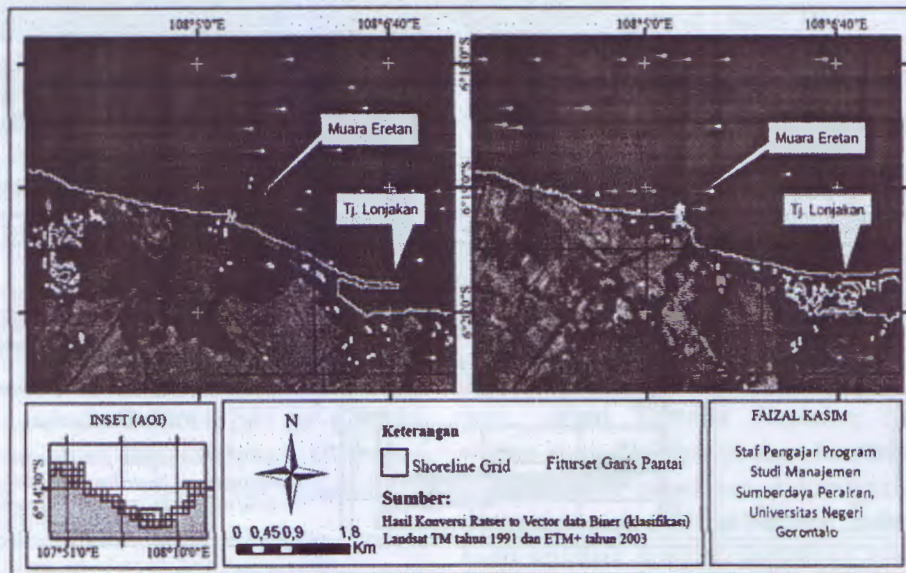 108°5'0"E 108°6'40"E
108°5'0"E 108°6'40"E
6°18'0"S
Muara Eretan
Muara Eretan
Tj. Lonjakan
Tj. Lonjakan
INSET (AOI)
6°14'30"S
107°51'0"E 108°10'0"E
N
0 0,45 0,9 1,8
Km
Keterangan
Shoreline Grid Fiturset Garis Pantai
Sumber:
Hasil Konversi Ratser to Vector data Biner (klasifikasi)
Landsat TM tahun 1991 dan ETM+ tahun 2003
FAIZAL KASIM
Staf Pengajar Program
Studi Manajemen
Sumberdaya Perairan,
Universitas Negeri
Gorontalo